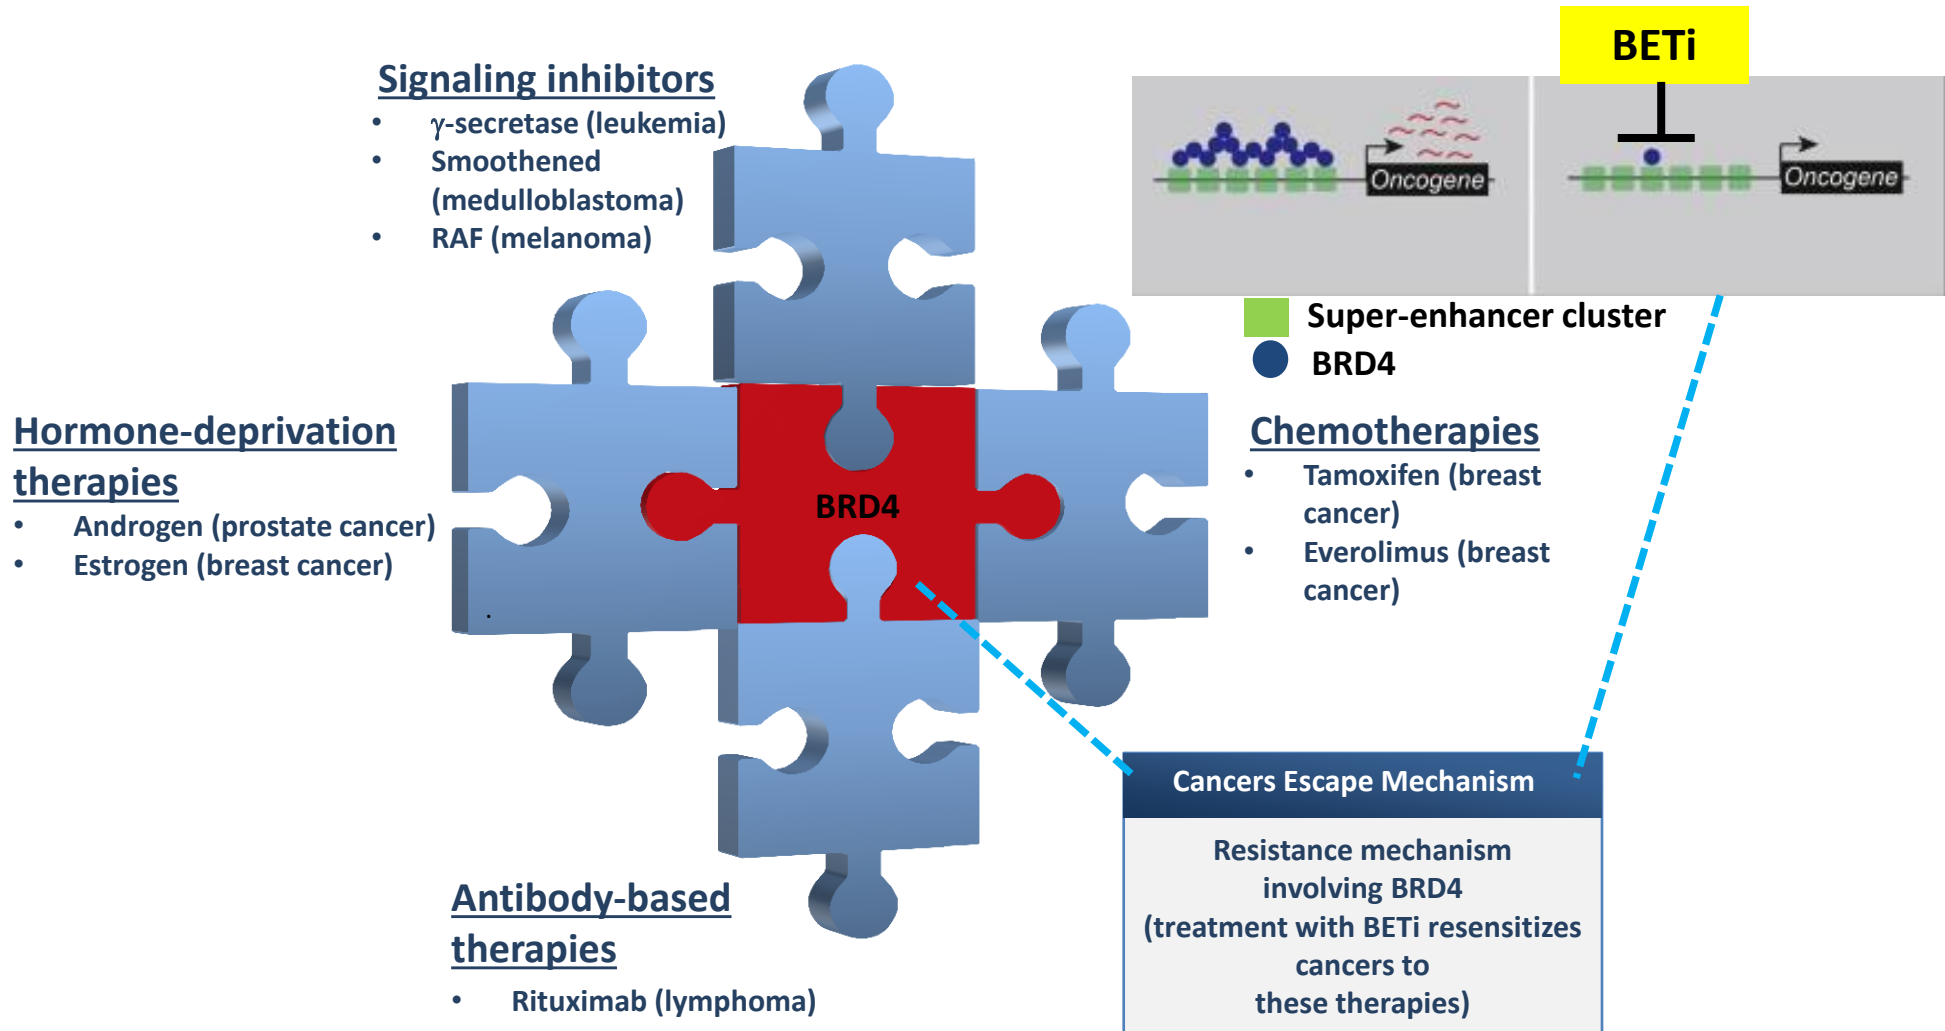 BETi
Signaling inhibitors
• γ-secretase (leukemia)
• Smoothened
(medulloblastoma)
• RAF (melanoma)
Oncogene
Oncogene
Super-enhancer cluster
BRD4
Hormone-deprivation
therapies
• Androgen (prostate cancer)
• Estrogen (breast cancer)
BRD4
Chemotherapies
• Tamoxifen (breast
cancer)
• Everolimus (breast
cancer)
Cancers Escape Mechanism
Resistance mechanism
involving BRD4
(treatment with BETi resensitizes
cancers to
these therapies)
Antibody-based
therapies
• Rituximab (lymphoma)